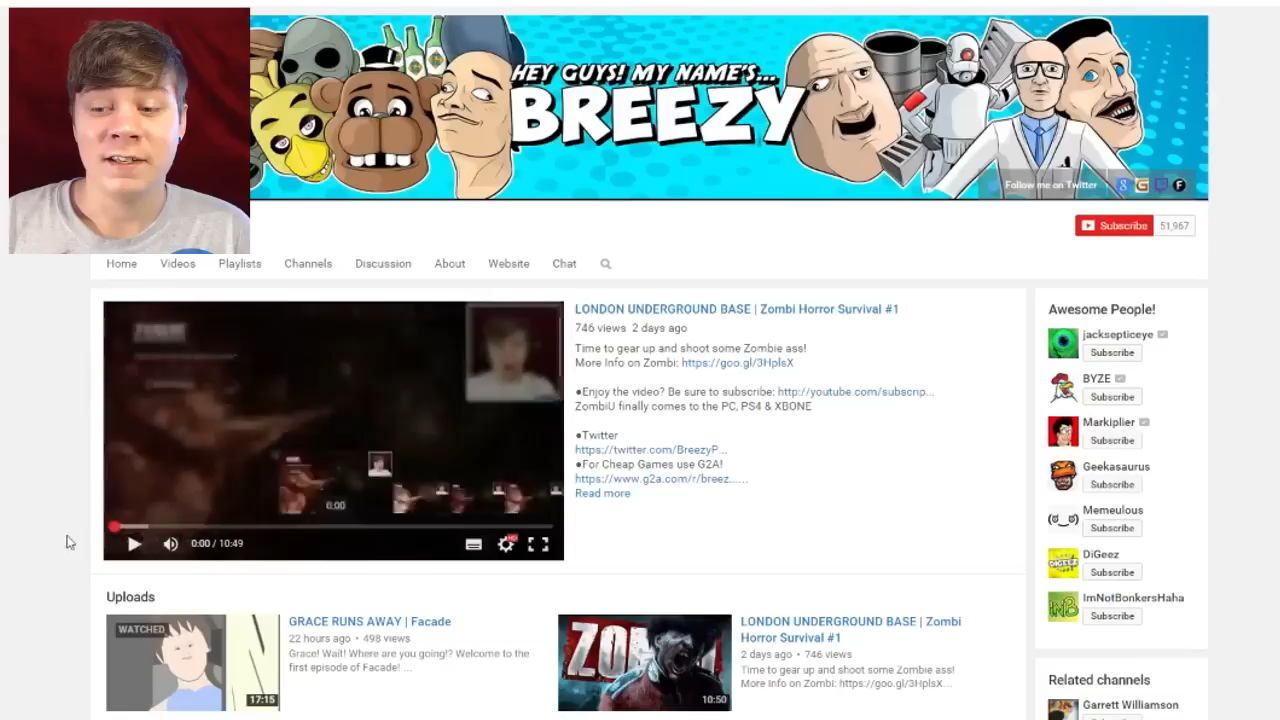 HEY GUYS! MY NAME'S...
BREEZY
Follow me on Twitter
Subscribe 51,967
Home Videos Playlists Channels Discussion About Website Chat
LONDON UNDERGROUND BASE | Zombi Horror Survival #1
746 views 2 days ago
Time to gear up and shoot some Zombie ass!
More Info on Zombi: https://goo.gl/3HplsX
●Enjoy the video? Be sure to subscribe: http://youtube.com/subscrip...
ZombiU finally comes to the PC, PS4 & XBONE
●Twitter
https://twitter.com/BreezyP...
●For Cheap Games use G2A!
https://www.g2a.com/r/breez......
Read more
0:00
0:00 / 10:49
HD
Awesome People!
jacksepticeye
Subscribe
BYZE
Subscribe
Markiplier
Subscribe
Geekasaurus
Subscribe
Memeulous
Subscribe
DiGeez
Subscribe
ImNotBonkersHaha
Subscribe
Uploads
WATCHED
17:15
GRACE RUNS AWAY | Facade
22 hours ago • 498 views
Grace! Wait! Where are you going!? Welcome to the
first episode of Facade! ...
ZOMBI
10:50
LONDON UNDERGROUND BASE | Zombi
Horror Survival #1
2 days ago • 746 views
Time to gear up and shoot some Zombie ass!
More Info on Zombi: https://goo.gl/3HplsX...
Related channels
Garrett Williamson